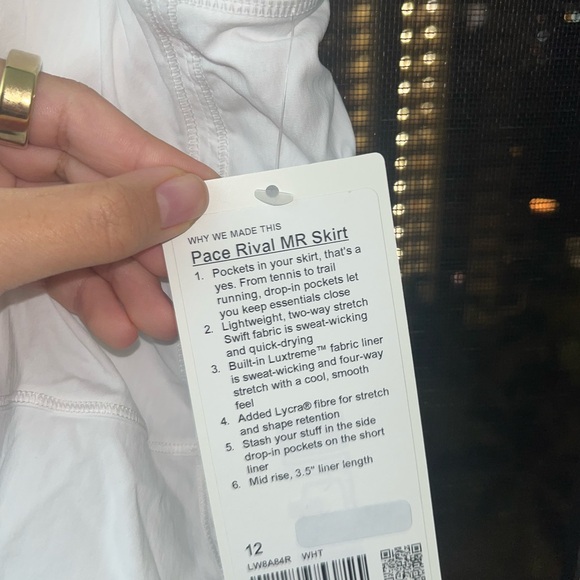 WHY WE MADE THIS
Pace Rival MR Skirt
1. Pockets in your skirt, that's a
yes. From tennis to trail
running, drop-in pockets let
you keep essentials close
2. Lightweight, two-way stretch
Swift fabric is sweat-wicking
and quick-drying
3. Built-in Luxtreme™ fabric liner
is sweat-wicking and four-way
stretch with a cool, smooth
feel
4. Added Lycra® fibre for stretch
and shape retention
5. Stash your stuff in the side
drop-in pockets on the short
liner
6. Mid rise, 3.5" liner length
12
LW8A84R WHT